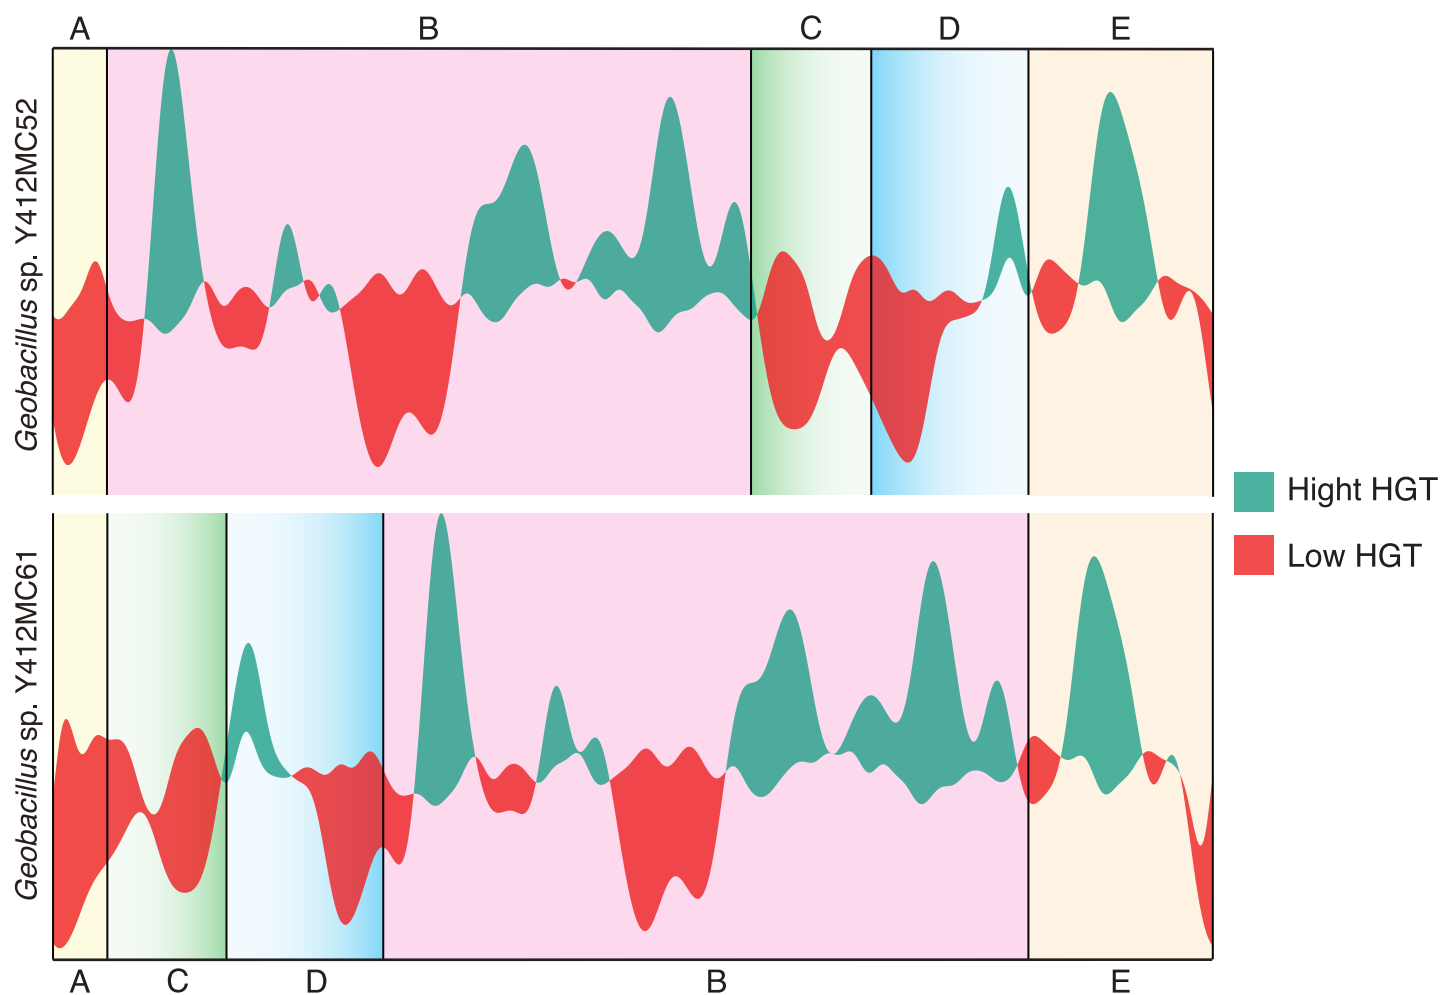 A B C D E
Geobacillus sp. Y412MC52
Hight HGT
Low HGT
Geobacillus sp. Y412MC61
A C D B E